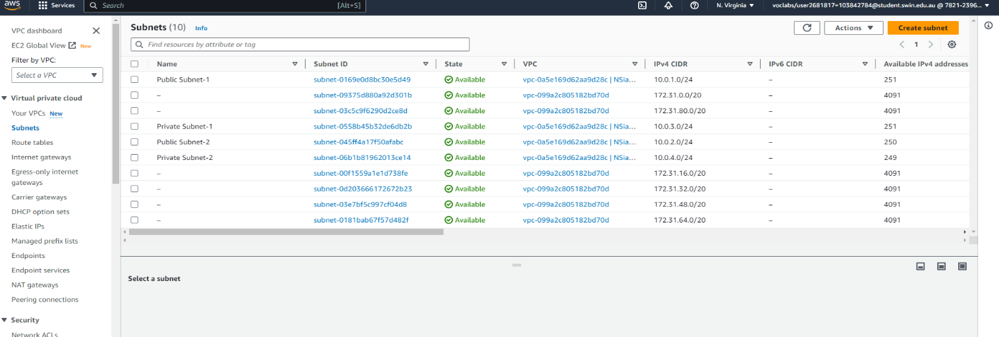 aws
Services
Search
[Alt+S]
N. Virginia
voclabs/user2681817=103842784@student.swin.edu.au @ 7821-2396...
VPC dashboard
EC2 Global View New
Filter by VPC:
Select a VPC
Virtual private cloud
Your VPCs New
Subnets
Route tables
Internet gateways
Egress-only internet
gateways
Carrier gateways
DHCP option sets
Elastic IPs
Managed prefix lists
Endpoints
Endpoint services
NAT gateways
Peering connections
Security
Network ACLs
Subnets (10) Info
Actions
Create subnet
Find resources by attribute or tag
1
Name Subnet ID State VPC IPv4 CIDR IPv6 CIDR Available IPv4 addresses
Public Subnet-1 subnet-0169e0d8bc30e5d49 Available vpc-0a5e169d62aa9d28c | NSia... 10.0.1.0/24 – 251
– subnet-09375d880a92d301b Available vpc-099a2c805182bd70d 172.31.0.0/20 – 4091
– subnet-03c5c9f6290d2ce8d Available vpc-099a2c805182bd70d 172.31.80.0/20 – 4091
Private Subnet-1 subnet-0558b45b32de6db2b Available vpc-0a5e169d62aa9d28c | NSia... 10.0.3.0/24 – 251
Public Subnet-2 subnet-045ff4a17f50afabc Available vpc-0a5e169d62aa9d28c | NSia... 10.0.2.0/24 – 250
Private Subnet-2 subnet-06b1b81962013ce14 Available vpc-0a5e169d62aa9d28c | NSia... 10.0.4.0/24 – 249
– subnet-00f1559a1e1d738fe Available vpc-099a2c805182bd70d 172.31.16.0/20 – 4091
– subnet-0d203666172672b23 Available vpc-099a2c805182bd70d 172.31.32.0/20 – 4091
– subnet-03e7bf5c997cf04d8 Available vpc-099a2c805182bd70d 172.31.48.0/20 – 4091
– subnet-0181bab67f57d482f Available vpc-099a2c805182bd70d 172.31.64.0/20 – 4091
Select a subnet